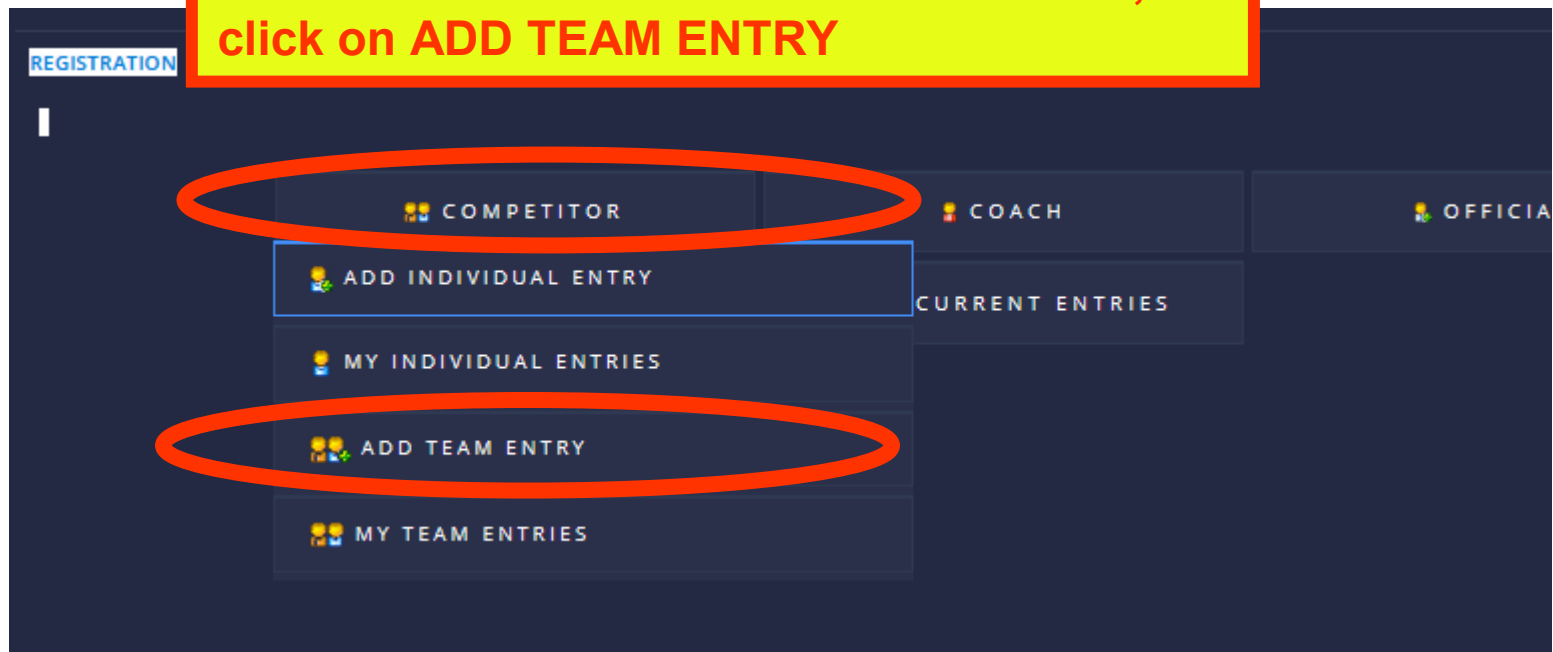 click on ADD TEAM ENTRY
REGISTRATION
COMPETITOR
COACH
OFFICIA
ADD INDIVIDUAL ENTRY
CURRENT ENTRIES
MY INDIVIDUAL ENTRIES
ADD TEAM ENTRY
MY TEAM ENTRIES